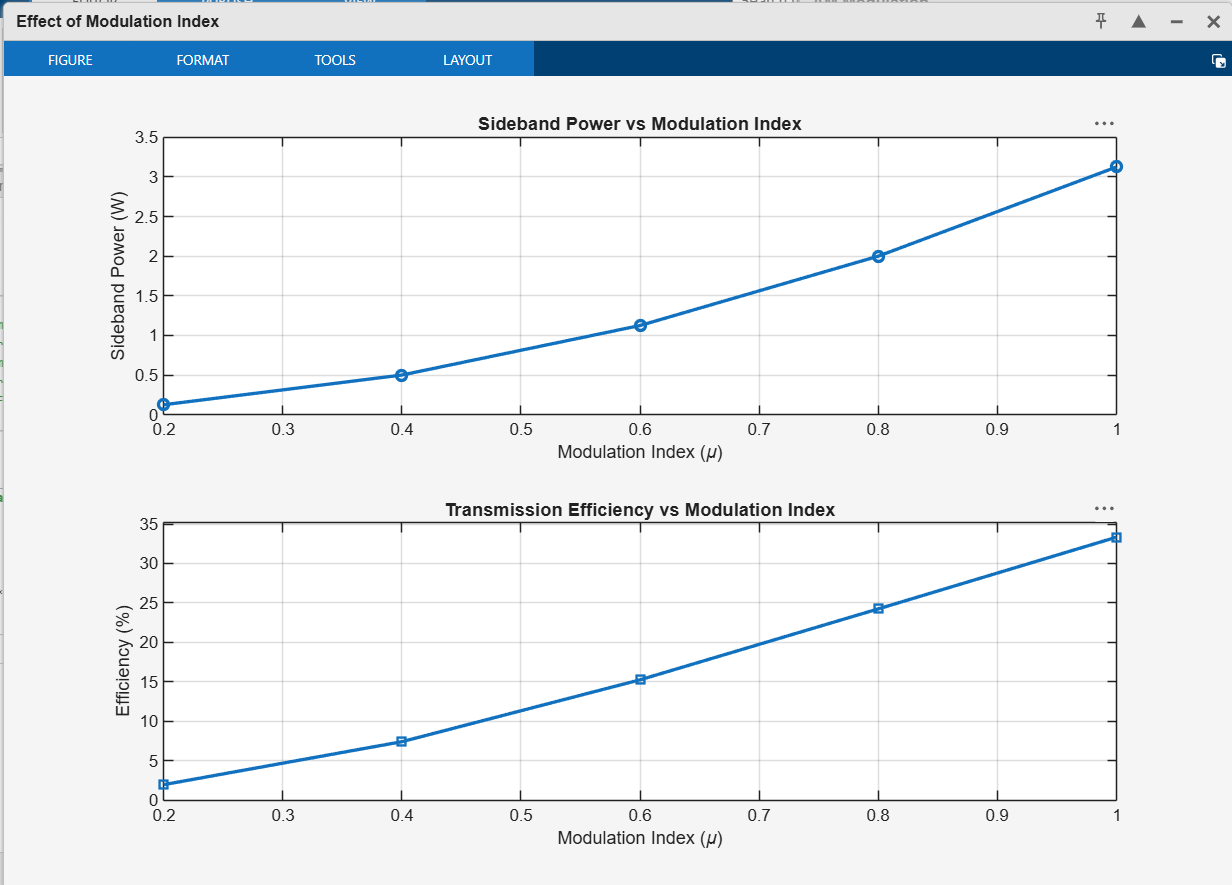 Effect of Modulation Index
FIGURE FORMAT TOOLS LAYOUT
Sideband Power vs Modulation Index
3.5
3
2.5
2
1.5
1
0.5
0
Sideband Power (W)
0.2 0.3 0.4 0.5 0.6 0.7 0.8 0.9 1
Modulation Index (μ)
Transmission Efficiency vs Modulation Index
35
30
25
20
15
10
5
0
Efficiency (%)
0.2 0.3 0.4 0.5 0.6 0.7 0.8 0.9 1
Modulation Index (μ)